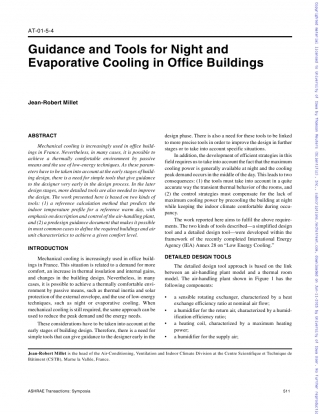 AT-01-5-4
Guidance and Tools for Night and
Evaporative Cooling in Office Buildings
Jean-Robert Millet
ABSTRACT
Mechanical cooling is increasingly used in office build-
ings in France. Nevertheless, in many cases, it is possible to
achieve a thermally comfortable environment by passive
means and the use of low-energy techniques. As these param-
eters have to be taken into account at the early stages of build-
ing design, there is a need for simple tools that give guidance
to the designer very early in the design process. In the later
design stages, more detailed tools are also needed to improve
the design. The work presented here is based on two kinds of
tools: (1) a reference calculation method that predicts the
indoor temperature profile for a reference warm day, with
emphasis on description and control of the air-handling plant,
and (2) a predesign guidance document that makes it possible
in most common cases to define the required buildings and air
unit characteristics to achieve a given comfort level.
INTRODUCTION
Mechanical cooling is increasingly used in office build-
ings in France. This situation is related to a demand for more
comfort, an increase in thermal insulation and internal gains,
and changes in the building design. Nevertheless, in many
cases, it is possible to achieve a thermally comfortable envi-
ronment by passive means, such as thermal inertia and solar
protection of the external envelope, and the use of low-energy
techniques, such as night or evaporative cooling. When
mechanical cooling is still required, the same approach can be
used to reduce the peak demand and the energy needs.
These considerations have to be taken into account at the
early stages of building design. Therefore, there is a need for
simple tools that can give guidance to the designer early in the
design phase. There is also a need for these tools to be linked
to more precise tools in order to improve the design in further
stages or to take into account specific situations.
In addition, the development of efficient strategies in this
field requires us to take into account the fact that the maximum
cooling power is generally available at night and the cooling
peak demand occurs in the middle of the day. This leads to two
consequences: (1) the tools must take into account in a quite
accurate way the transient thermal behavior of the rooms, and
(2) the control strategies must compensate for the lack of
maximum cooling power by precooling the building at night
while keeping the indoor climate comfortable during occu-
pancy.
The work reported here aims to fulfil the above require-
ments. The two kinds of tools described—a simplified design
tool and a detailed design tool—were developed within the
framework of the recently completed International Energy
Agency (IEA) Annex 28 on "Low Energy Cooling."
DETAILED DESIGN TOOLS
The detailed design tool approach is based on the link
between an air-handling plant model and a thermal room
model. The air-handling plant shown in Figure 1 has the
following components:
• a sensible rotating exchanger, characterized by a heat
exchange efficiency ratio at nominal air flow;
• a humidifier for the return air, characterized by a humid-
ification efficiency ratio;
• a heating coil, characterized by a maximum heating
power;
• a humidifier for the supply air;
Jean-Robert Millet is the head of the Air-Conditioning, Ventilation and Indoor Climate Division at the Centre Scientifique et Technique de
Bâtiment (CSTB), Marne la Vallee, France.
ASHRAE Transactions: Symposia
511